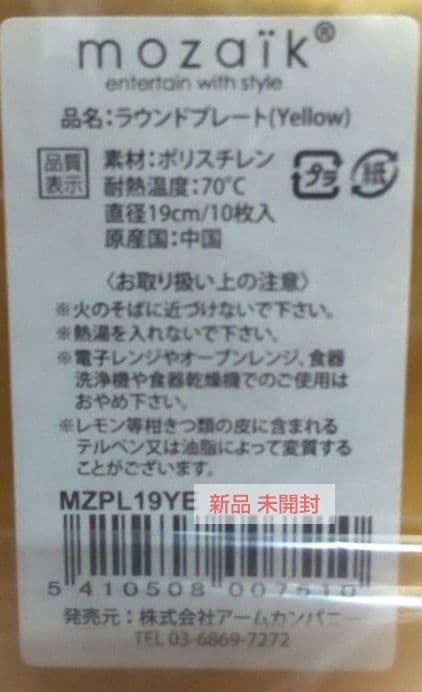 mozaïk®
entertain with style
品名：ラウンドプレート(Yellow)
品質
表示
素材：ポリスチレン
耐熱温度：70℃
直径19cm/10枚入
原産国：中国
プラ
紙
〈お取り扱い上の注意〉
※火のそばに近づけないで下さい。
※熱湯を入れないで下さい。
※電子レンジやオーブンレンジ、食器
洗浄機や食器乾燥機でのご使用は
おやめ下さい。
※レモン等柑きつ類の皮に含まれる
テルペン又は油脂によって変質する
ことがございます。
MZPL19YE
新品 未開封
5 410508 007510
発売元：株式会社アームカンパニー
TEL 03-6869-7272